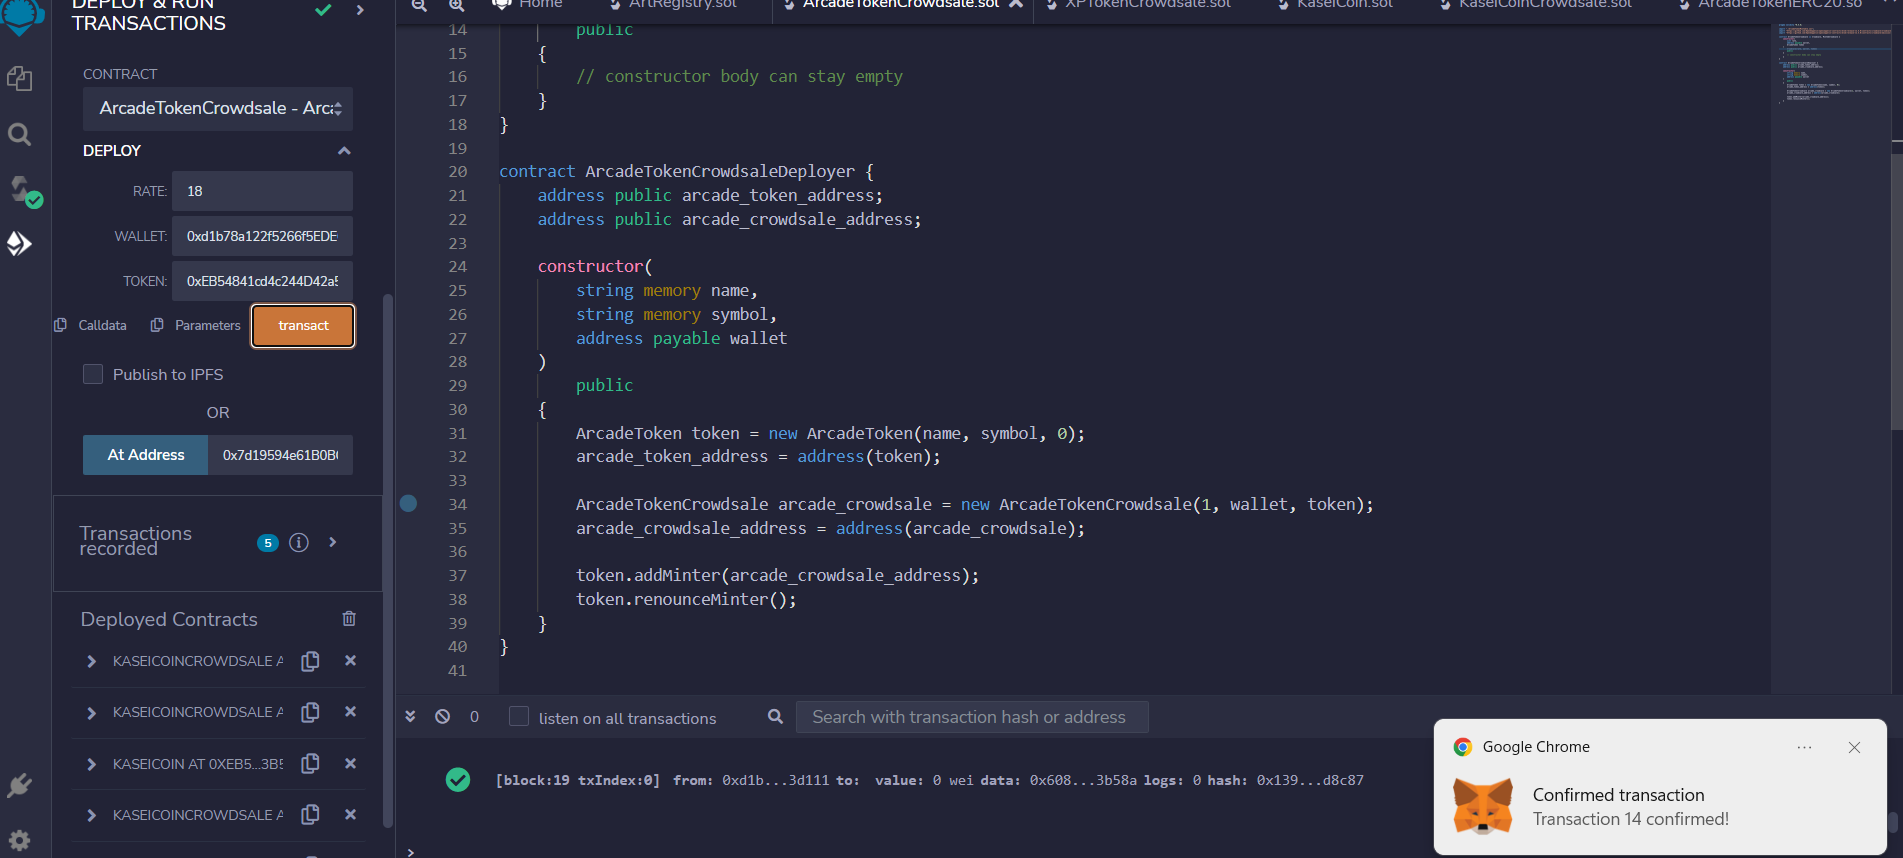 DEPLOY & RUN
TRANSACTIONS
CONTRACT
ArcadeTokenCrowdsale - Arca
DEPLOY
RATE: 18
WALLET: 0xd1b78a122f5266f5EDE
TOKEN: 0xEB54841cd4c244D42a5
Calldata Parameters transact
Publish to IPFS
OR
At Address 0x7d19594e61B0B
Transactions
recorded 5
Deployed Contracts
KASEICOINCROWDSALE A
KASEICOINCROWDSALE A
KASEICOIN AT 0XEB5...3B5
KASEICOINCROWDSALE A
Home ArtRegistry.sol ArcadeTokenCrowdsale.sol XPTokenCrowdsale.sol KaseiCoin.sol KaseiCoinCrowdsale.sol ArcadeTokenERC20.so
14 public
15 {
16 // constructor body can stay empty
17 }
18 }
19
20 contract ArcadeTokenCrowdsaleDeployer {
21 address public arcade_token_address;
22 address public arcade_crowdsale_address;
23
24 constructor(
25 string memory name,
26 string memory symbol,
27 address payable wallet
28 )
29 public
30 {
31 ArcadeToken token = new ArcadeToken(name, symbol, 0);
32 arcade_token_address = address(token);
33
34 ArcadeTokenCrowdsale arcade_crowdsale = new ArcadeTokenCrowdsale(1, wallet, token);
35 arcade_crowdsale_address = address(arcade_crowdsale);
36
37 token.addMinter(arcade_crowdsale_address);
38 token.renounceMinter();
39 }
40 }
41
0 listen on all transactions Search with transaction hash or address
[block:19 txIndex:0] from: 0xd1b...3d111 to: value: 0 wei data: 0x608...3b58a logs: 0 hash: 0x139...d8c87
>
Google Chrome
Confirmed transaction
Transaction 14 confirmed!